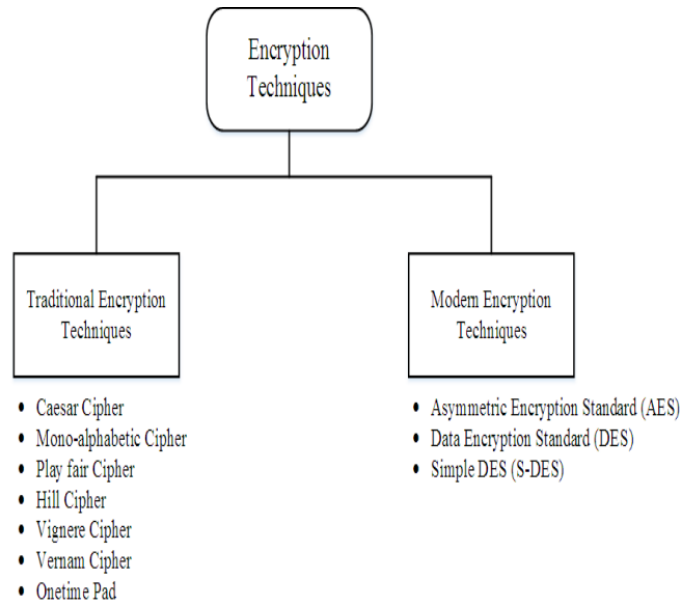 Encryption
Techniques
Traditional Encryption
Techniques
• Caesar Cipher
• Mono-alphabetic Cipher
• Play fair Cipher
• Hill Cipher
• Vignere Cipher
• Vernam Cipher
• Onetime Pad
Modern Encryption
Techniques
• Asymmetric Encryption Standard (AES)
• Data Encryption Standard (DES)
• Simple DES (S-DES)